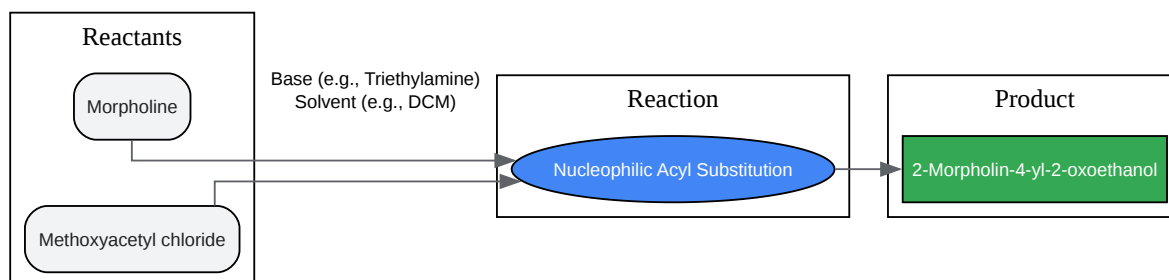 Reactants
Morpholine
Methoxyacetyl chloride
Base (e.g., Triethylamine)
Solvent (e.g., DCM)
Reaction
Nucleophilic Acyl Substitution
Product
2-Morpholin-4-yl-2-oxoethanol